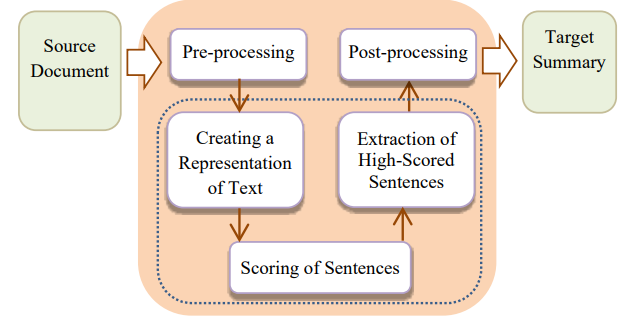 Source
Document
Pre-processing
Creating a
Representation
of Text
Scoring of Sentences
Extraction of
High-Scored
Sentences
Post-processing
Target
Summary